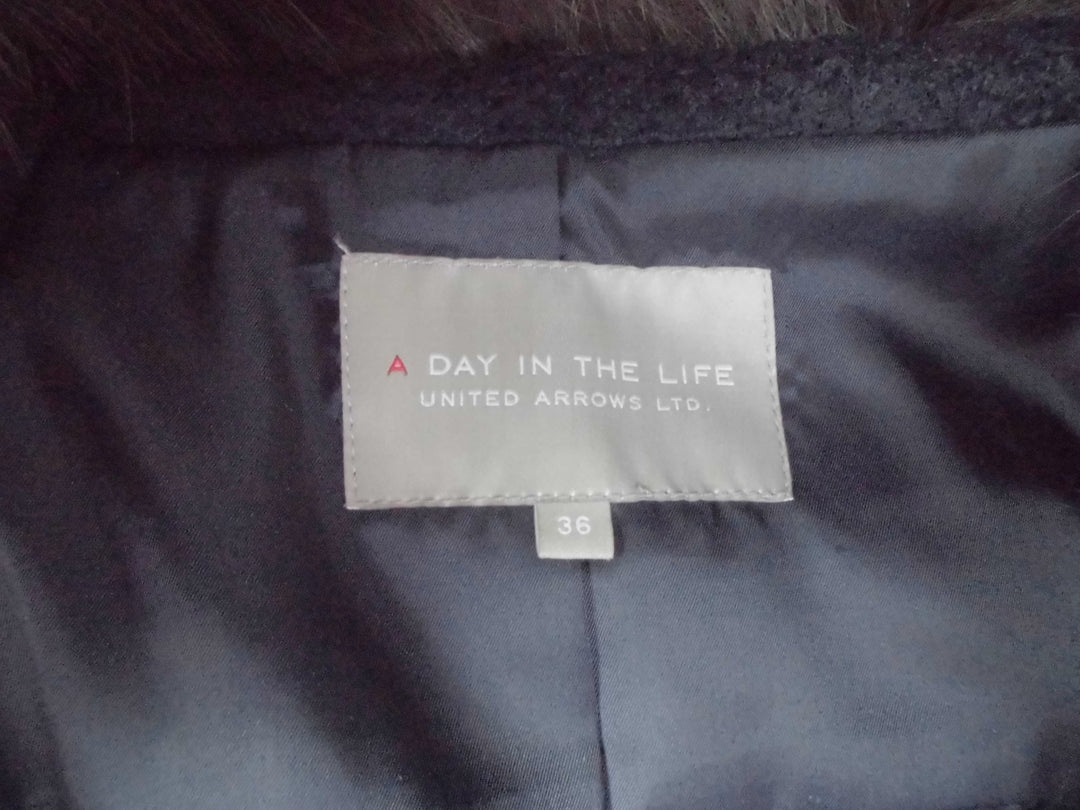 A DAY IN THE LIFE
UNITED ARROWS LTD.
36